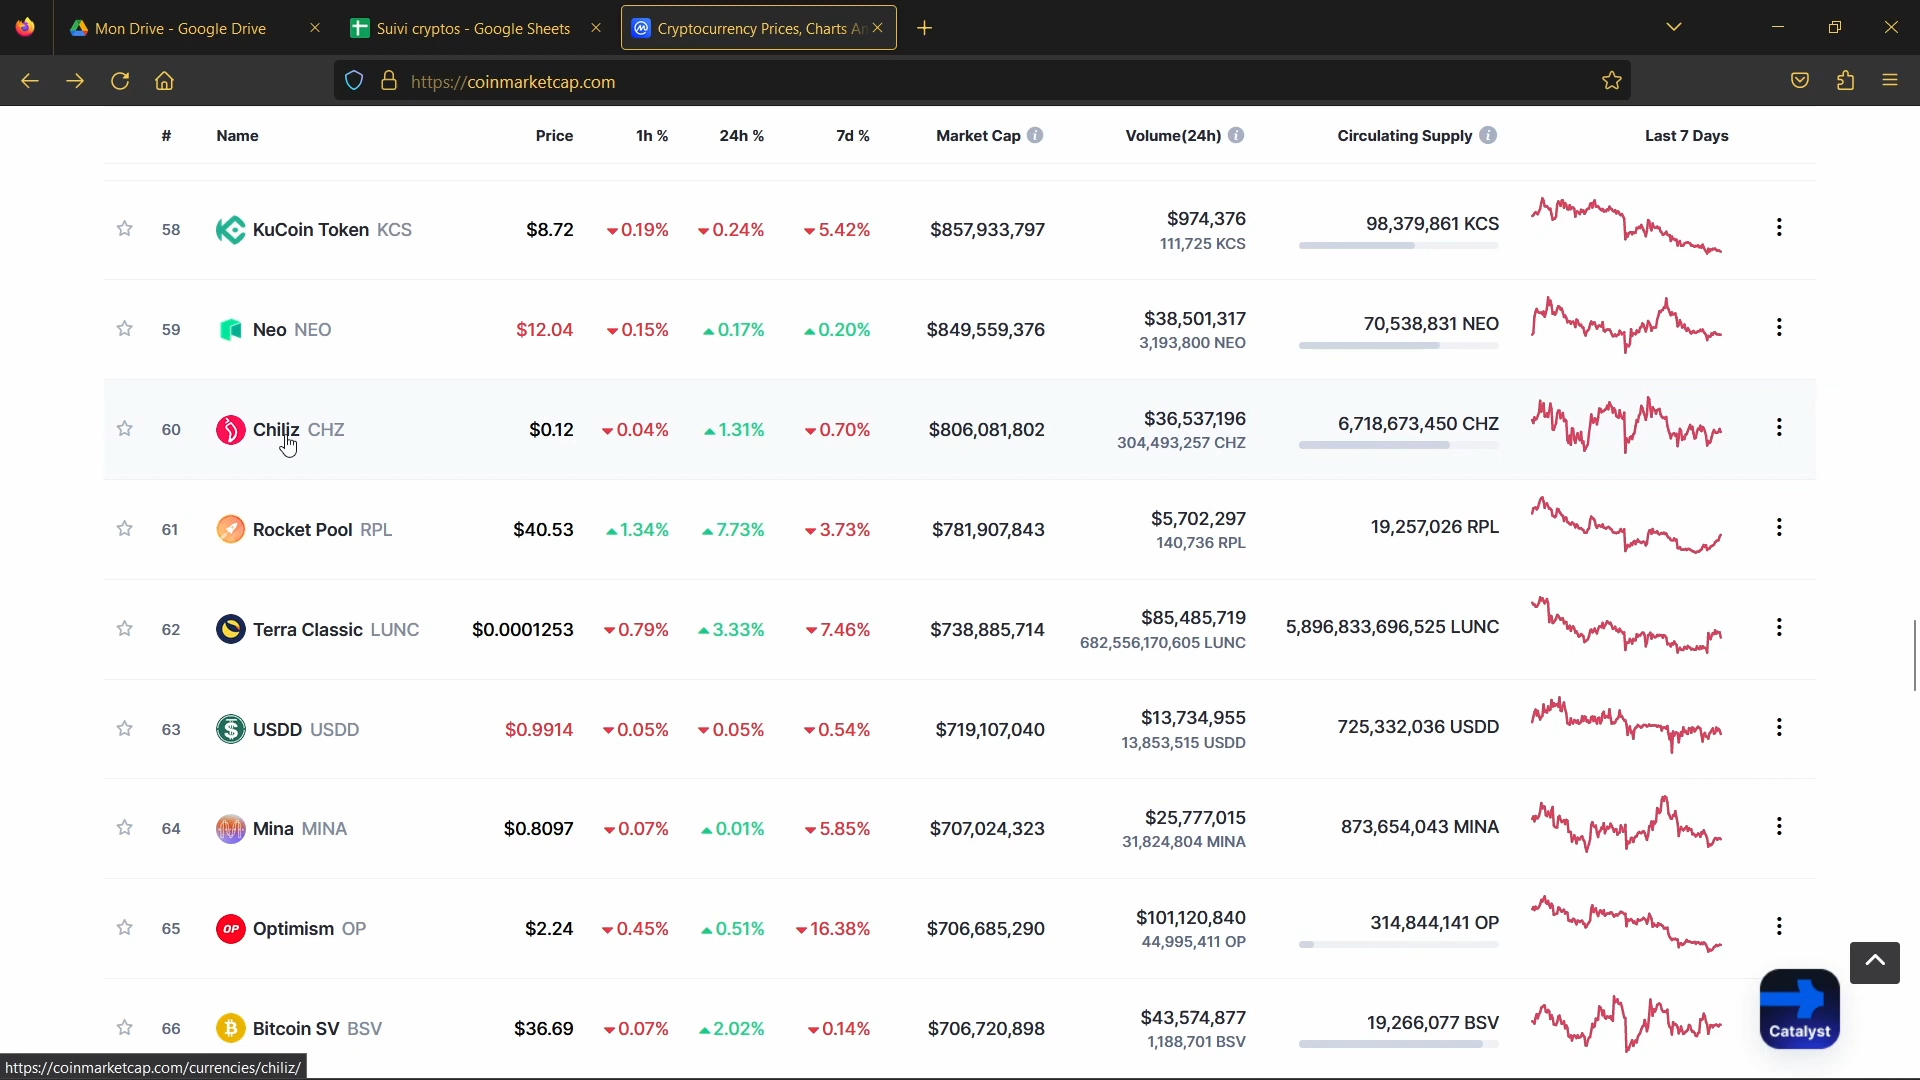 Mon Drive - Google Drive
Suivi cryptos - Google Sheets
Cryptocurrency Prices, Charts An
https://coinmarketcap.com
# Name Price 1h % 24h % 7d % Market Cap Volume(24h) Circulating Supply Last 7 Days
58 KuCoin Token KCS $8.72 0.19% 0.24% 5.42% $857,933,797 $974,376 98,379,861 KCS
111,725 KCS
59 Neo NEO $12.04 0.15% 0.17% 0.20% $849,559,376 $38,501,317 70,538,831 NEO
3,193,800 NEO
60 Chiliz CHZ $0.12 0.04% 1.31% 0.70% $806,081,802 $36,537,196 6,718,673,450 CHZ
304,493,257 CHZ
61 Rocket Pool RPL $40.53 1.34% 7.73% 3.73% $781,907,843 $5,702,297 19,257,026 RPL
140,736 RPL
62 Terra Classic LUNC $0.0001253 0.79% 3.33% 7.46% $738,885,714 $85,485,719 5,896,833,696,525 LUNC
682,556,170,605 LUNC
63 USDD USDD $0.9914 0.05% 0.05% 0.54% $719,107,040 $13,734,955 725,332,036 USDD
13,853,515 USDD
64 Mina MINA $0.8097 0.07% 0.01% 5.85% $707,024,323 $25,777,015 873,654,043 MINA
31,824,804 MINA
65 OP Optimism OP $2.24 0.45% 0.51% 16.38% $706,685,290 $101,120,840 314,844,141 OP
44,995,411 OP
66 Bitcoin SV BSV $36.69 0.07% 2.02% 0.14% $706,720,898 $43,574,877 19,266,077 BSV
1,188,701 BSV
Catalyst
https://coinmarketcap.com/currencies/chiliz/